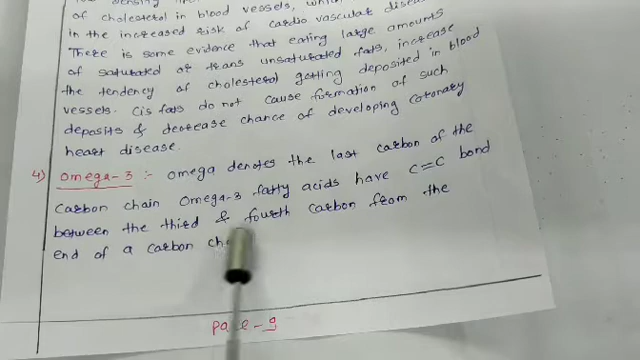 density
of cholesterol in blood vessels, which
in the increased risk of cardio vascular disea
There is some evidence that eating large amounts
of saturated or trans unsaturated fats, increase
the tendency of cholesterol getting deposited in blood
vessels. Cis fats do not cause formation of such
deposits & decrease chance of developing coronary
heart disease.
4) Omega-3 :- omega denotes the last carbon of the
carbon chain Omega-3 fatty acids have C=C bond
between the third & fourth carbon from the
end of a carbon ch
Pa e - 9